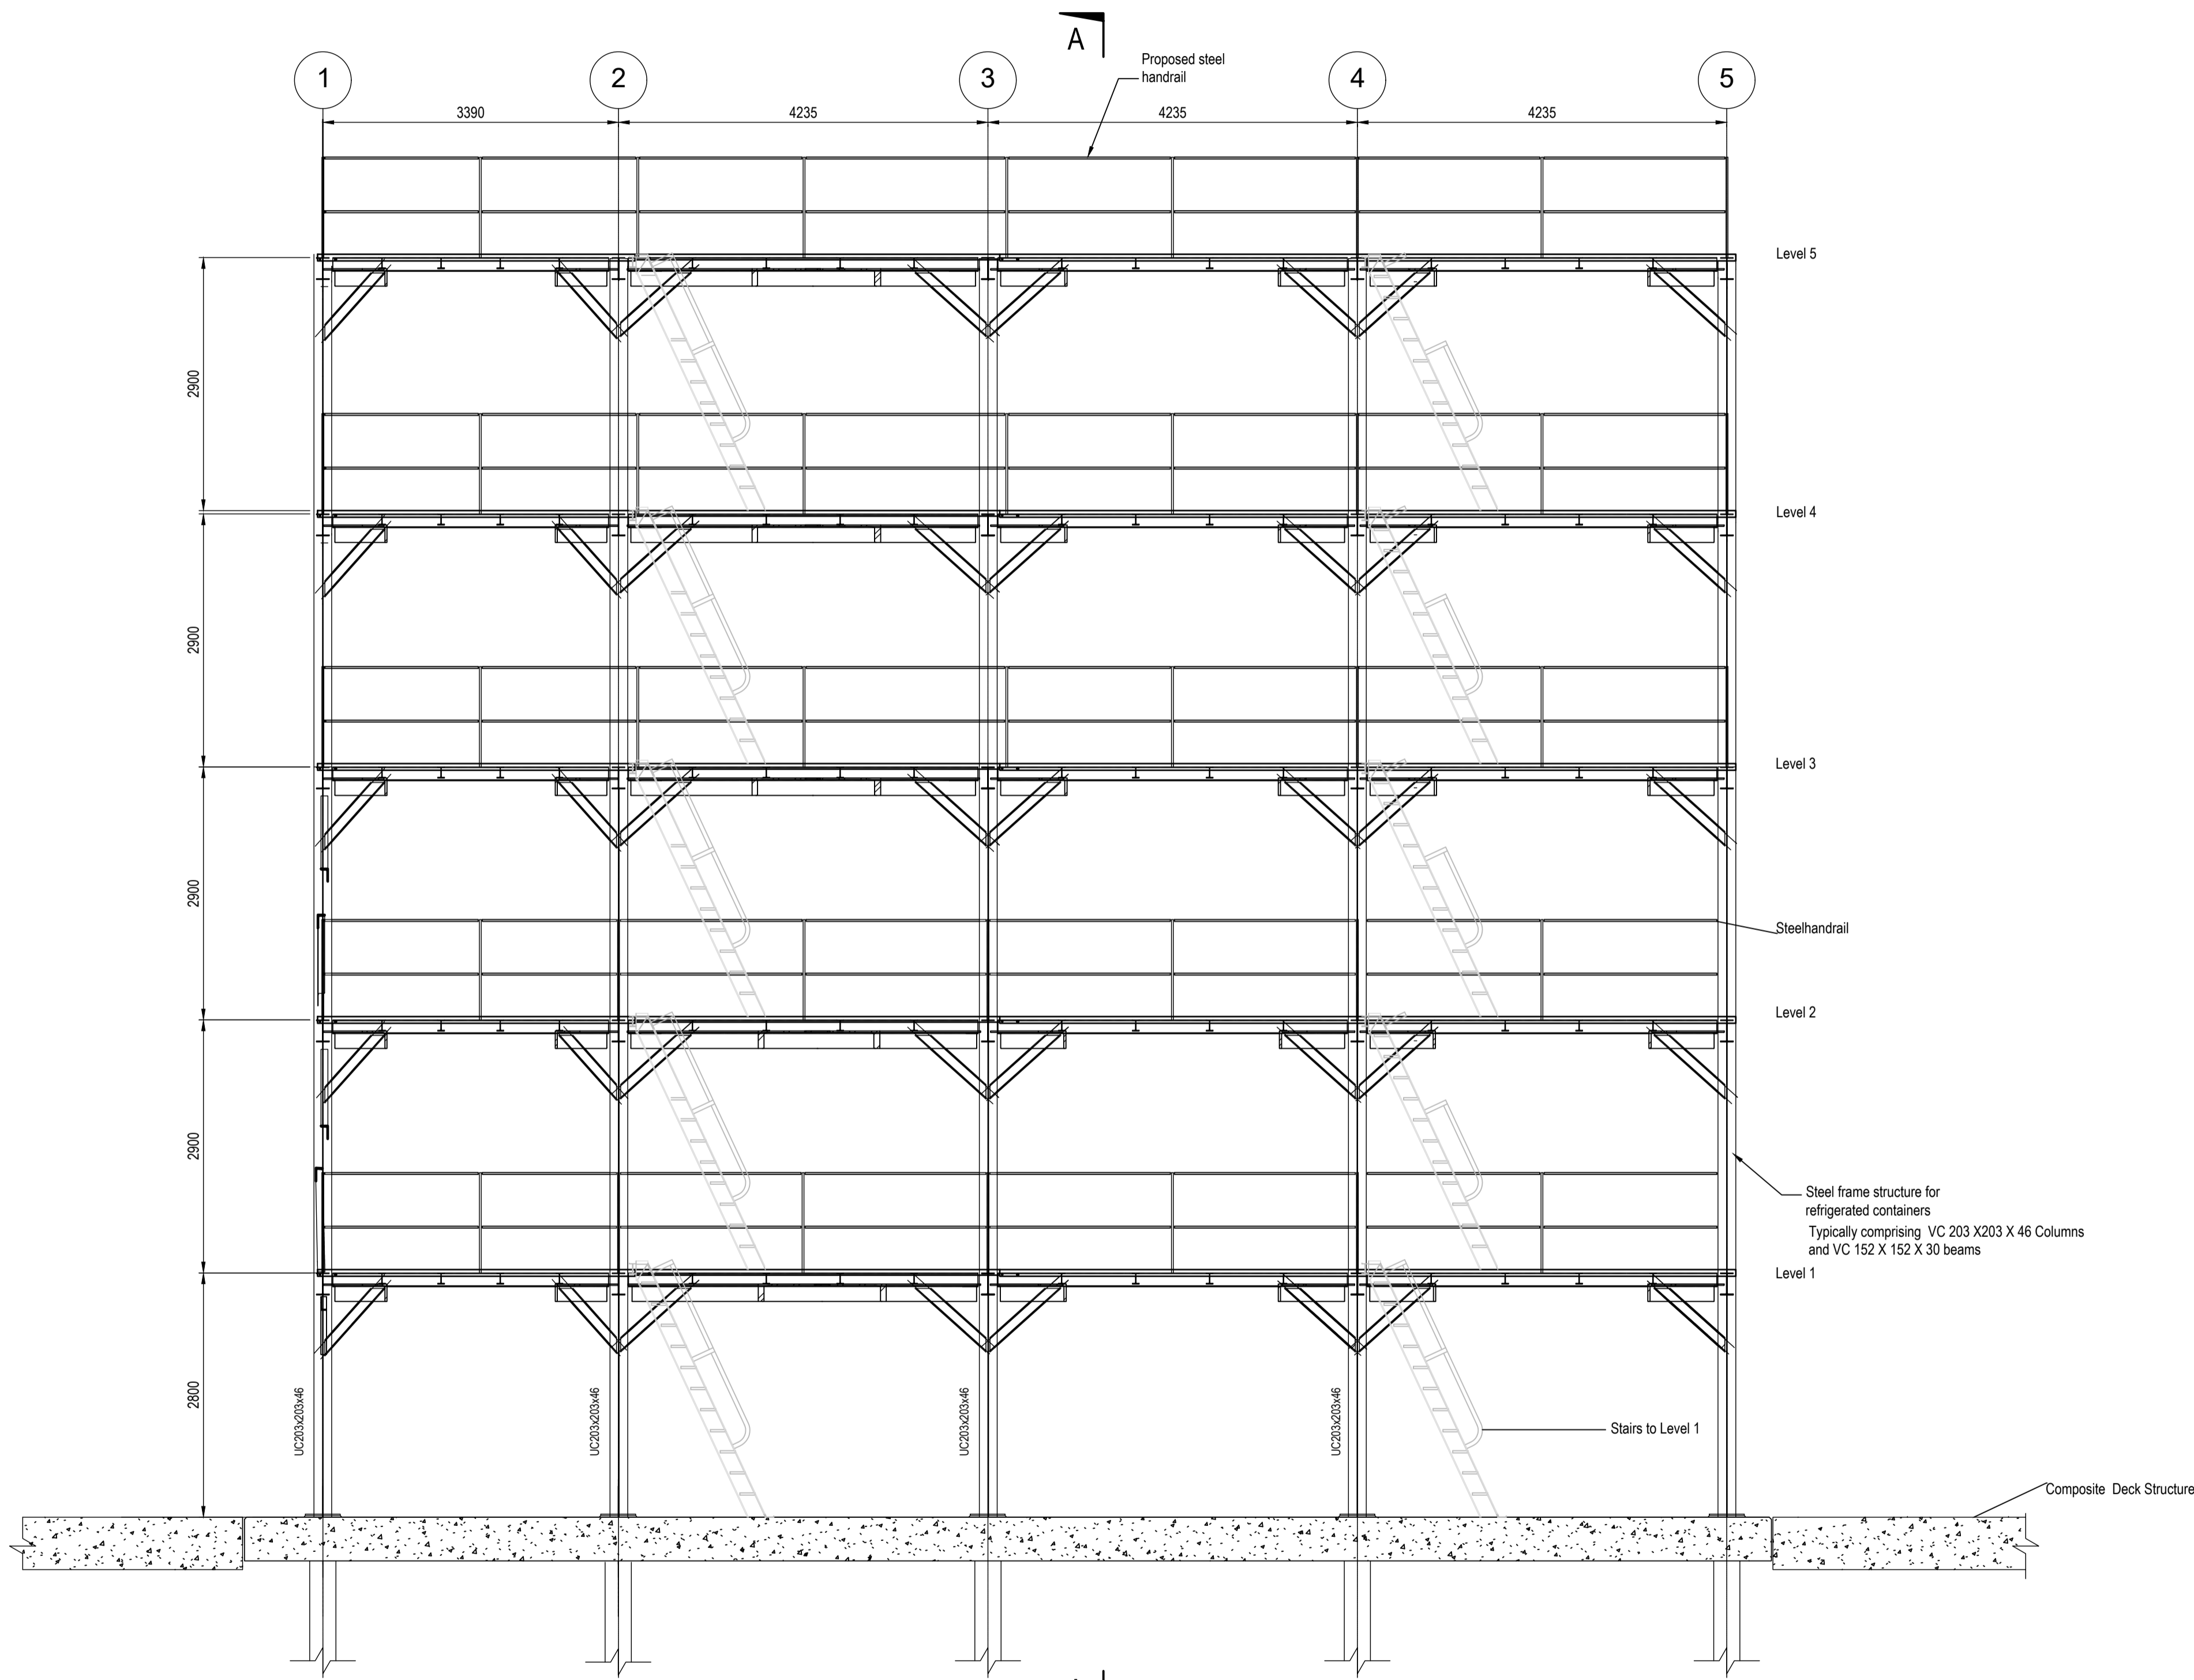 A
1
2
3
4
5
Proposed steel
handrail
3390
4235
4235
4235
Level 5
2900
Level 4
2900
Level 3
2900
Steelhandrail
Level 2
2900
Steel frame structure for
refrigerated containers
Typically comprising VC 203 X203 X 46 Columns
and VC 152 X 152 X 30 beams
Level 1
2800
UC203x203x46
UC203x203x46
UC203x203x46
UC203x203x46
Stairs to Level 1
Composite Deck Structure